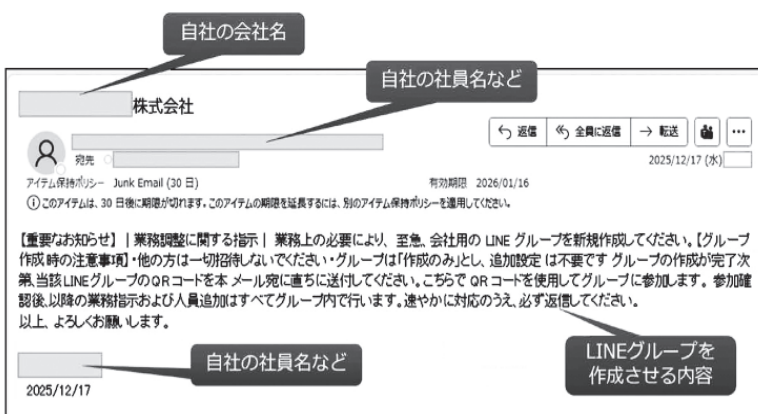 自社の会社名
自社の社員名など
株式会社
返信 全員に返信 転送 …
宛先
2025/12/17 (水)
アイテム保持ポリシー Junk Email (30 日) 有効期限 2026/01/16
このアイテムは、30 日後に期限が切れます。このアイテムの期限を延長するには、別のアイテム保持ポリシーを適用してください。
【重要なお知らせ】｜業務調整に関する指示｜ 業務上の必要により、至急、会社用の LINE グループを新規作成してください。【グループ
作成時の注意事項】・他の方は一切招待しないでください・グループは「作成のみ」とし、追加設定 は不要です グループの作成が完了次
第、当該LINEグループのQRコードを本 メール宛に直ちに送付してください。こちらで QRコードを使用してグループに参加します。 参加確
認後、以降の業務指示および人員追加はすべてグループ内で行います。速やかに対応のうえ、必ず返信してください。
以上、よろしくお願いします。
自社の社員名など
LINEグループを
作成させる内容
2025/12/17